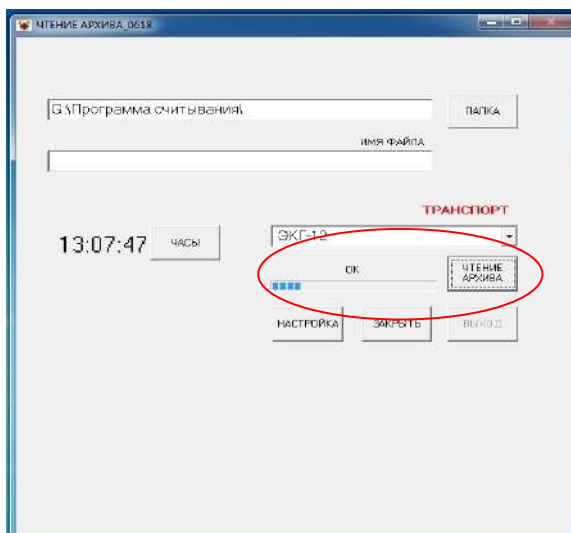 ЧТЕНИЕ АРХИВА_0618
G:\Программа считывания\
ПАПКА
ИМЯ ФАЙЛА
ТРАНСПОРТ
13:07:47
ЧАСЫ
ЭКГ-12
ОК
ЧТЕНИЕ
АРХИВА
НАСТРОЙКА
ЗАКРЫТЬ
ВЫХОД